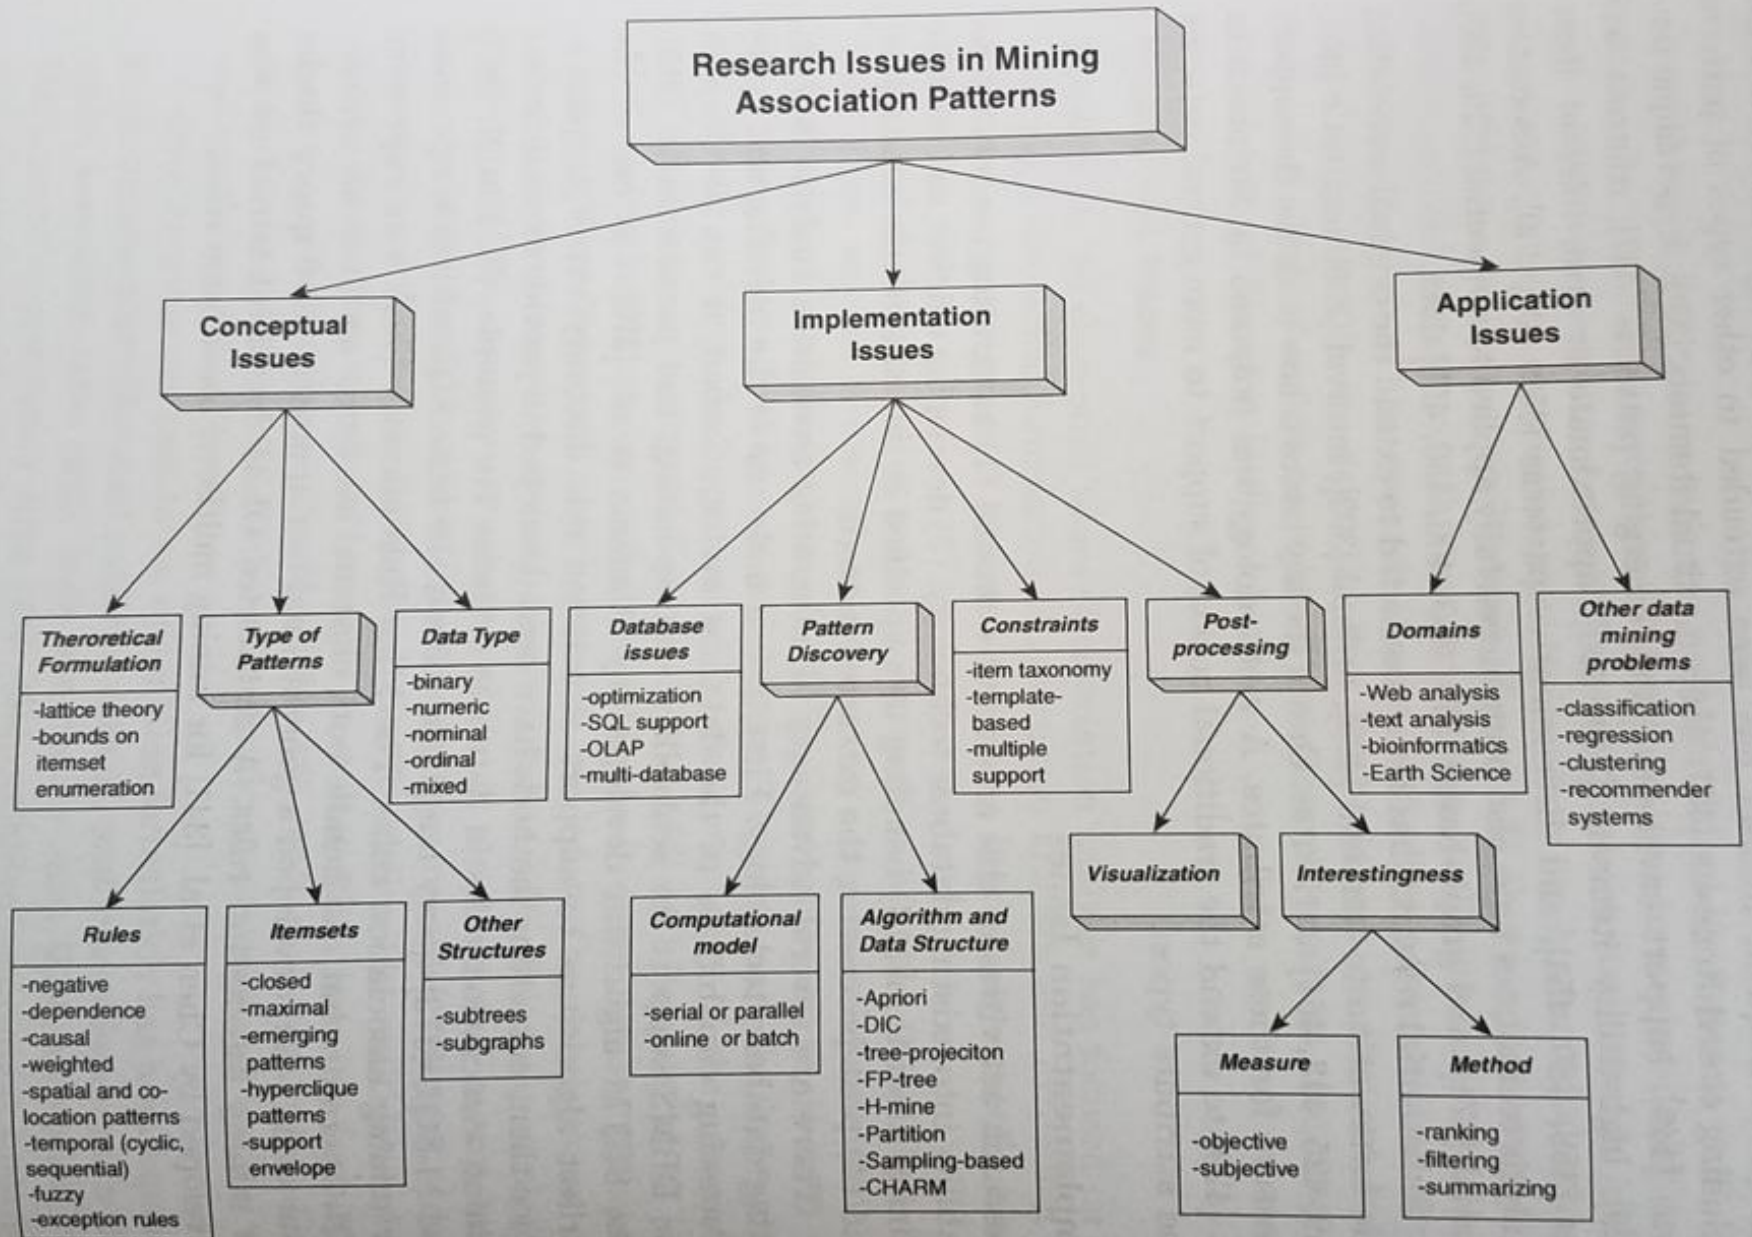 Research Issues in Mining
Association Patterns
Conceptual
Issues
Implementation
Issues
Application
Issues
Theroretical
Formulation
-lattice theory
-bounds on
itemset
enumeration
Type of
Patterns
Data Type
-binary
-numeric
-nominal
-ordinal
-mixed
Database
issues
-optimization
-SQL support
-OLAP
-multi-database
Pattern
Discovery
Constraints
-item taxonomy
-template-
based
-multiple
support
Post-
processing
Domains
-Web analysis
-text analysis
-bioinformatics
-Earth Science
Other data
mining
problems
-classification
-regression
-clustering
-recommender
systems
Rules
-negative
-dependence
-causal
-weighted
-spatial and co-
location patterns
-temporal (cyclic,
sequential)
-fuzzy
-exception rules
Itemsets
-closed
-maximal
-emerging
patterns
-hyperclique
patterns
-support
envelope
Other
Structures
-subtrees
-subgraphs
Computational
model
-serial or parallel
-online or batch
Algorithm and
Data Structure
-Apriori
-DIC
-tree-projeciton
-FP-tree
-H-mine
-Partition
-Sampling-based
-CHARM
Visualization
Interestingness
Measure
-objective
-subjective
Method
-ranking
-filtering
-summarizing